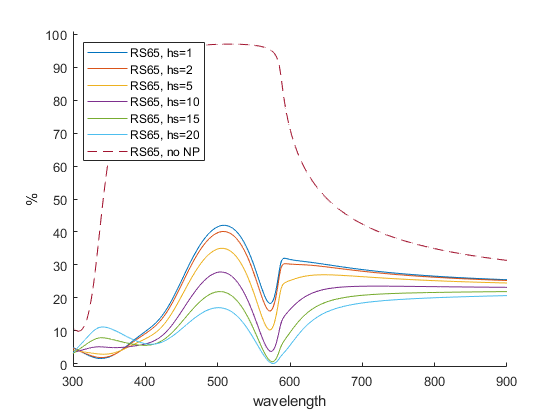 %
100
90
80
70
60
50
40
30
20
10
0
RS65, hs=1
RS65, hs=2
RS65, hs=5
RS65, hs=10
RS65, hs=15
RS65, hs=20
RS65, no NP
300 400 500 600 700 800 900
wavelength